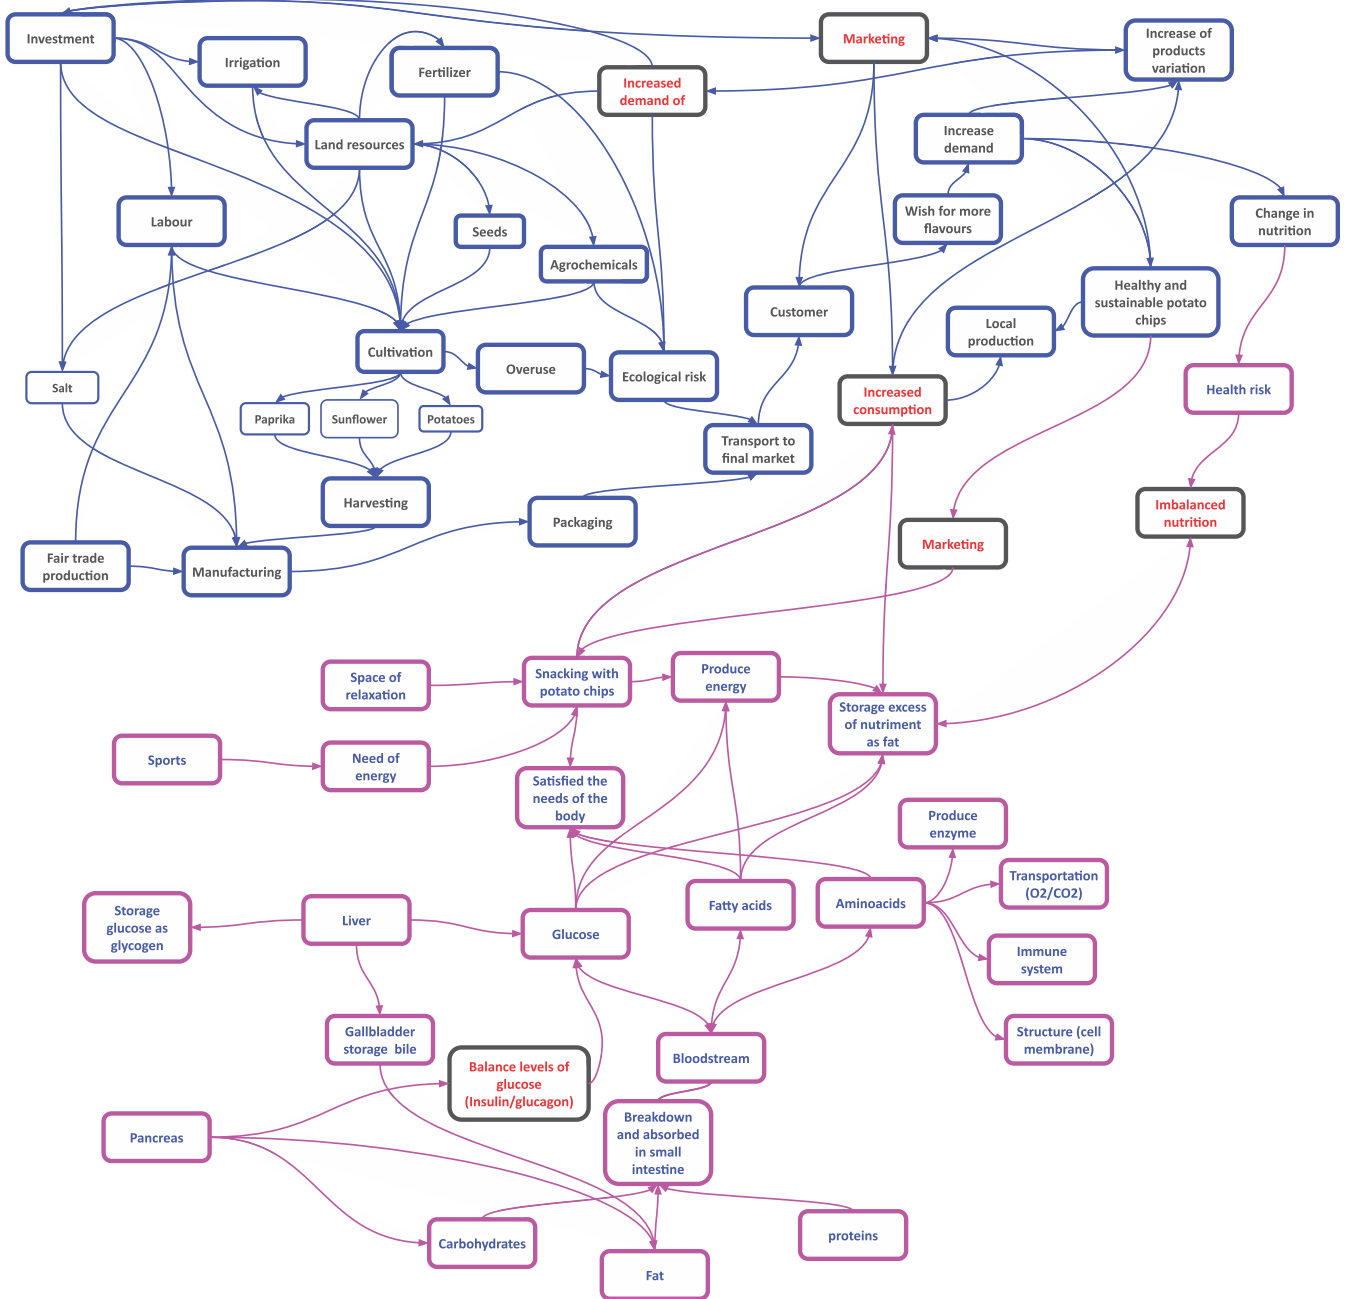 Investment
Marketing
Increase of
products
variation
Irrigation
Fertilizer
Increased
demand of
Land resources
Increase
demand
Labour
Seeds
Wish for more
flavours
Change in
nutrition
Agrochemicals
Customer
Healthy and
sustainable potato
chips
Local
production
Cultivation
Overuse
Ecological risk
Salt
Increased
consumption
Health risk
Paprika
Sunflower
Potatoes
Transport to
final market
Harvesting
Packaging
Imbalanced
nutrition
Marketing
Fair trade
production
Manufacturing
Space of
relaxation
Snacking with
potato chips
Produce
energy
Storage excess
of nutriment
as fat
Sports
Need of
energy
Satisfied the
needs of the
body
Produce
enzyme
Transportation
(O2/CO2)
Storage
glucose as
glycogen
Liver
Glucose
Fatty acids
Aminoacids
Immune
system
Gallbladder
storage bile
Bloodstream
Structure (cell
membrane)
Balance levels of
glucose
(Insulin/glucagon)
Pancreas
Breakdown
and absorbed
in small
intestine
Carbohydrates
Fat
proteins